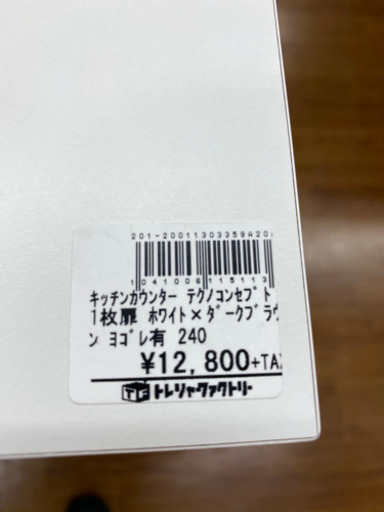 201-20011303359A20
1041006115113
キッチンカウンター テクノコンセプト
1枚扉 ホワイト×ダークブラウ
ン ヨゴレ有 240
¥12,800+TAX
TF トレジャーファクトリー